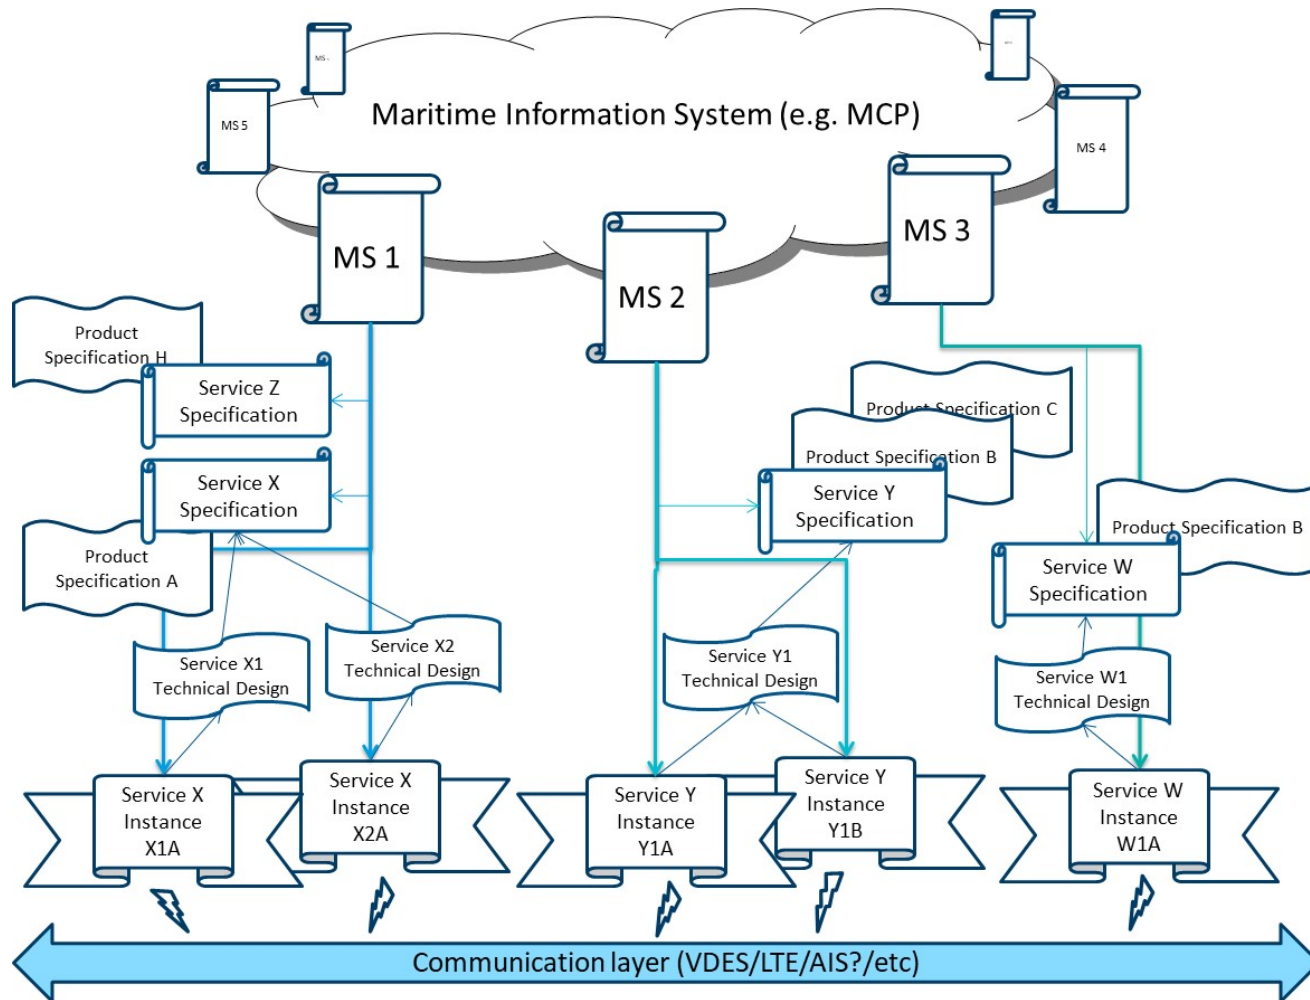 MS
MS 5
Maritime Information System (e.g. MCP)
MS 4
MS 1
MS 2
MS 3
Product
Specification H
Service Z
Specification
Service X
Specification
Product
Specification A
Service X1
Technical Design
Service X2
Technical Design
Product Specification C
Product Specification B
Service Y
Specification
Service Y1
Technical Design
Product Specification B
Service W
Specification
Service W1
Technical Design
Service X
Instance
X1A
Service X
Instance
X2A
Service Y
Instance
Y1A
Service Y
Instance
Y1B
Service W
Instance
W1A
Communication layer (VDES/LTE/AIS?/etc)